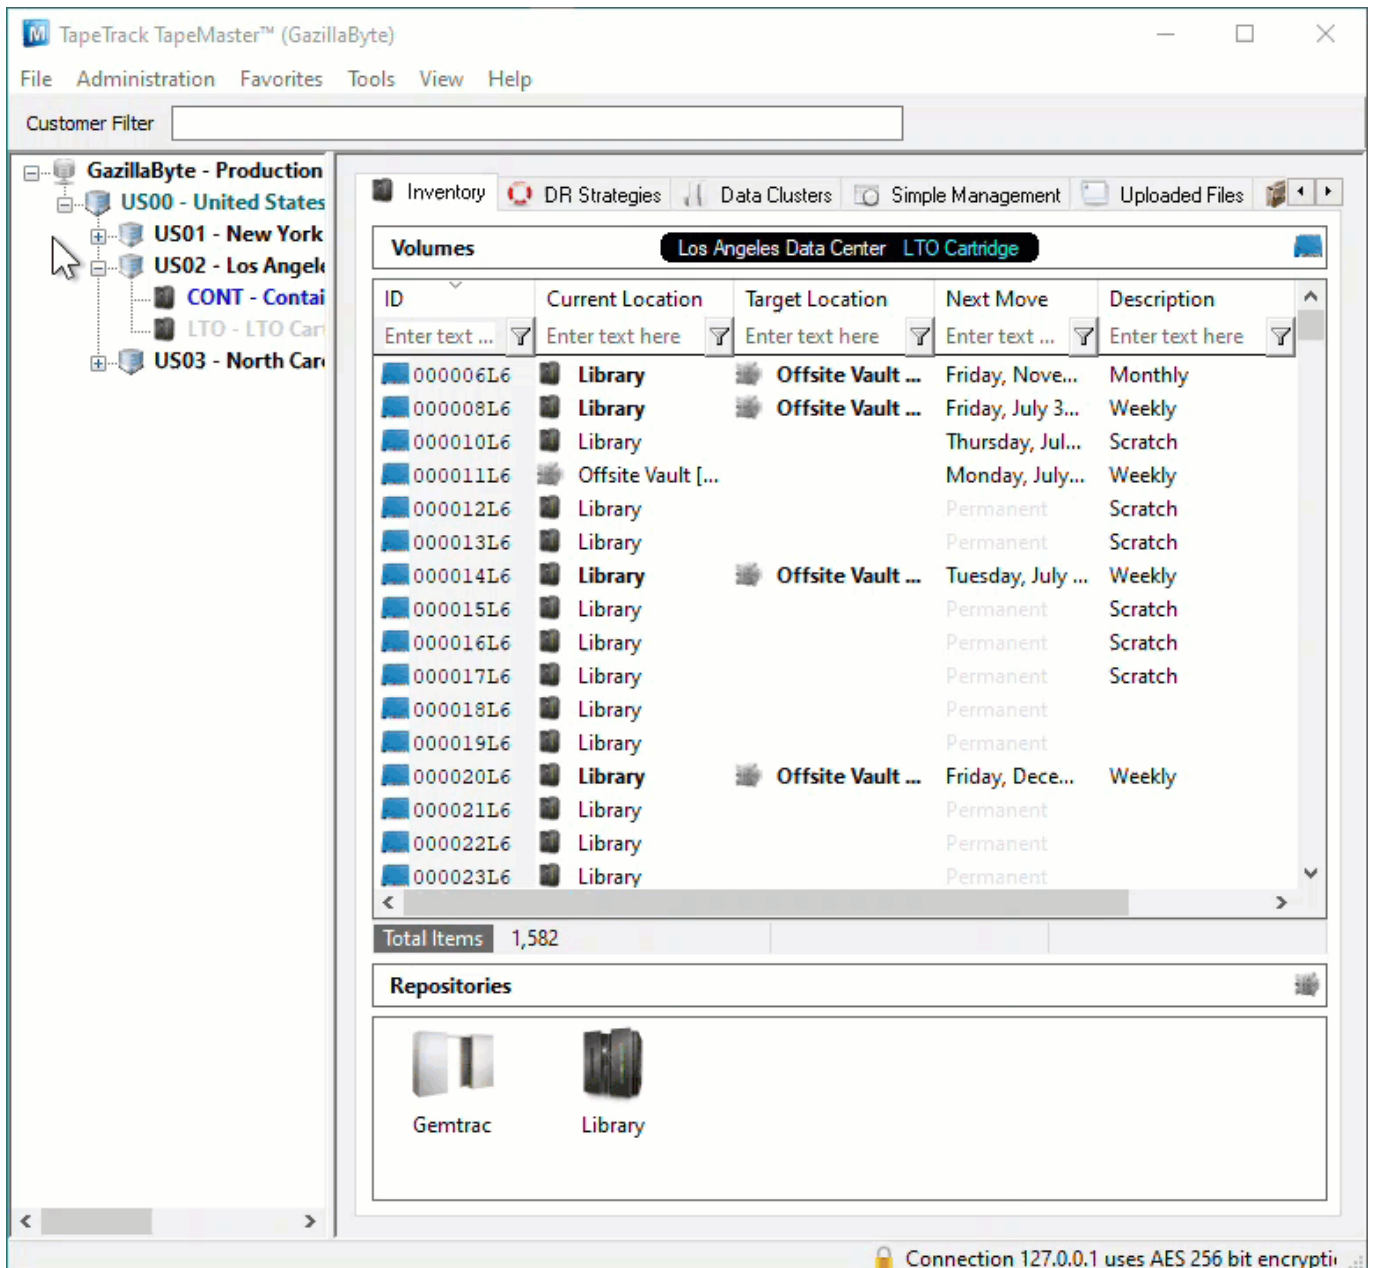 TapeTrack TapeMaster™ (GazillaByte)
File Administration Favorites Tools View Help
Customer Filter
GazillaByte - Production
US00 - United States
US01 - New York
US02 - Los Angele
CONT - Contai
LTO - LTO Car
US03 - North Car
Inventory DR Strategies Data Clusters Simple Management Uploaded Files
Volumes Los Angeles Data Center LTO Cartridge
ID Current Location Target Location Next Move Description
Enter text ... Enter text here Enter text here Enter text ... Enter text here
000006L6 Library Offsite Vault ... Friday, Nove... Monthly
000008L6 Library Offsite Vault ... Friday, July 3... Weekly
000010L6 Library Thursday, Jul... Scratch
000011L6 Offsite Vault [... Monday, July... Weekly
000012L6 Library Permanent Scratch
000013L6 Library Permanent Scratch
000014L6 Library Offsite Vault ... Tuesday, July ... Weekly
000015L6 Library Permanent Scratch
000016L6 Library Permanent Scratch
000017L6 Library Permanent Scratch
000018L6 Library Permanent
000019L6 Library Permanent
000020L6 Library Offsite Vault ... Friday, Dece... Weekly
000021L6 Library Permanent
000022L6 Library Permanent
000023L6 Library Permanent
Total Items 1,582
Repositories
Gemtrac Library
Connection 127.0.0.1 uses AES 256 bit encrypti